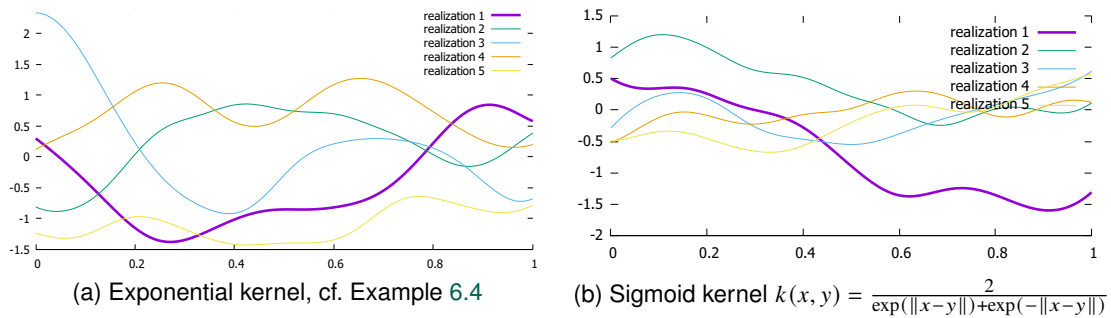 realization 1
realization 2
realization 3
realization 4
realization 5
2
1.5
1
0.5
0
-0.5
-1
-1.5
0 0.2 0.4 0.6 0.8 1
(a) Exponential kernel, cf. Example 6.4
realization 1
realization 2
realization 3
realization 4
realization 5
1.5
1
0.5
0
-0.5
-1
-1.5
-2
0 0.2 0.4 0.6 0.8 1
(b) Sigmoid kernel k(x, y) = 2 / exp(‖x−y‖)+exp(−‖x−y‖)